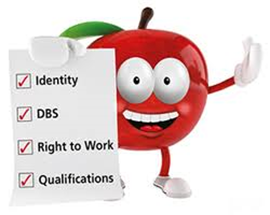 Identity
DBS
Right to Work
Qualifications